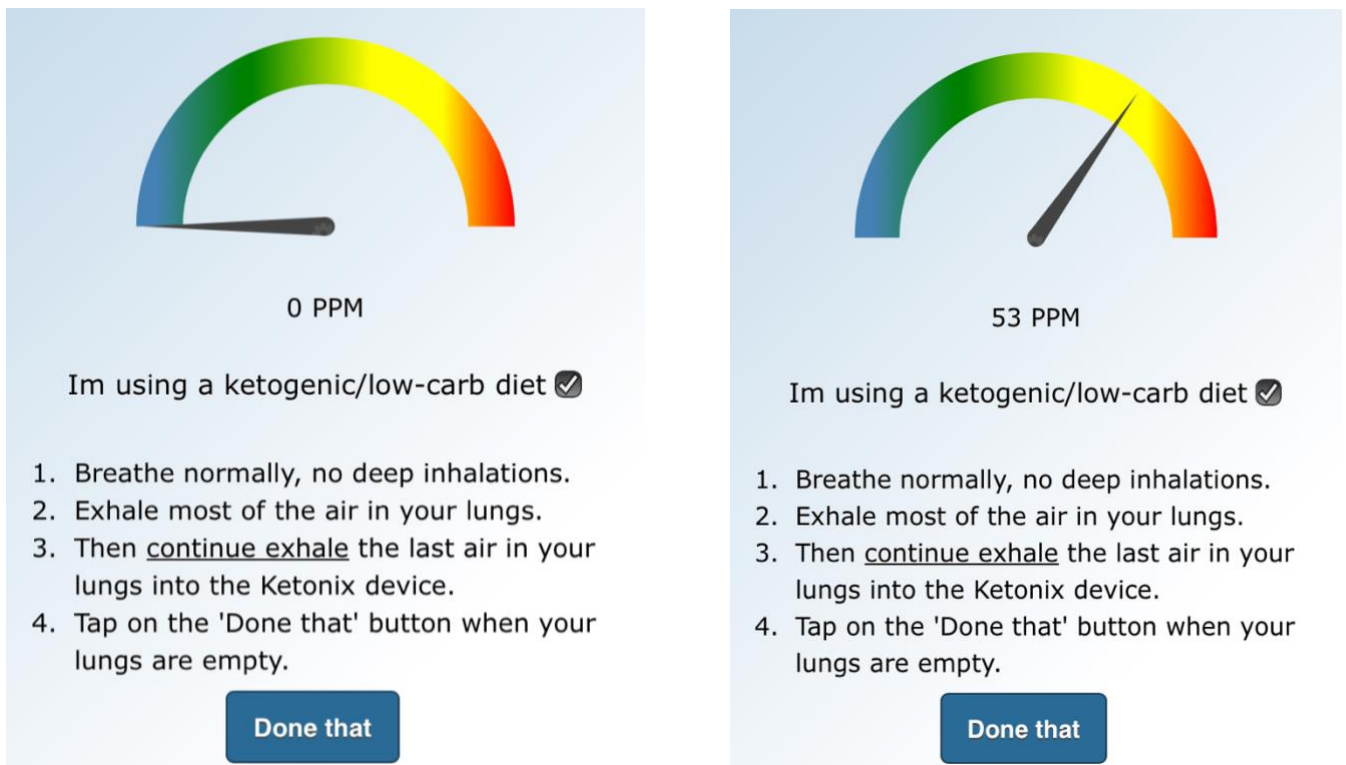 0 PPM
Im using a ketogenic/low-carb diet
1. Breathe normally, no deep inhalations.
2. Exhale most of the air in your lungs.
3. Then continue exhale the last air in your
lungs into the Ketonix device.
4. Tap on the 'Done that' button when your
lungs are empty.
Done that
53 PPM
Im using a ketogenic/low-carb diet
1. Breathe normally, no deep inhalations.
2. Exhale most of the air in your lungs.
3. Then continue exhale the last air in your
lungs into the Ketonix device.
4. Tap on the 'Done that' button when your
lungs are empty.
Done that